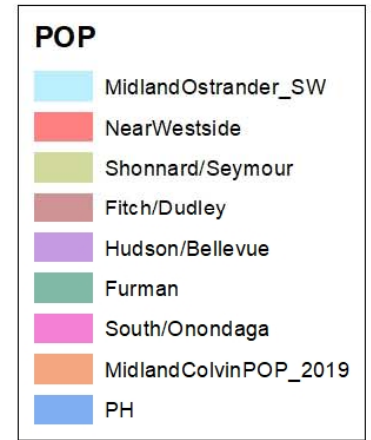 POP
MidlandOstrander_SW
NearWestside
Shonnard/Seymour
Fitch/Dudley
Hudson/Bellevue
Furman
South/Onondaga
MidlandColvinPOP_2019
PH